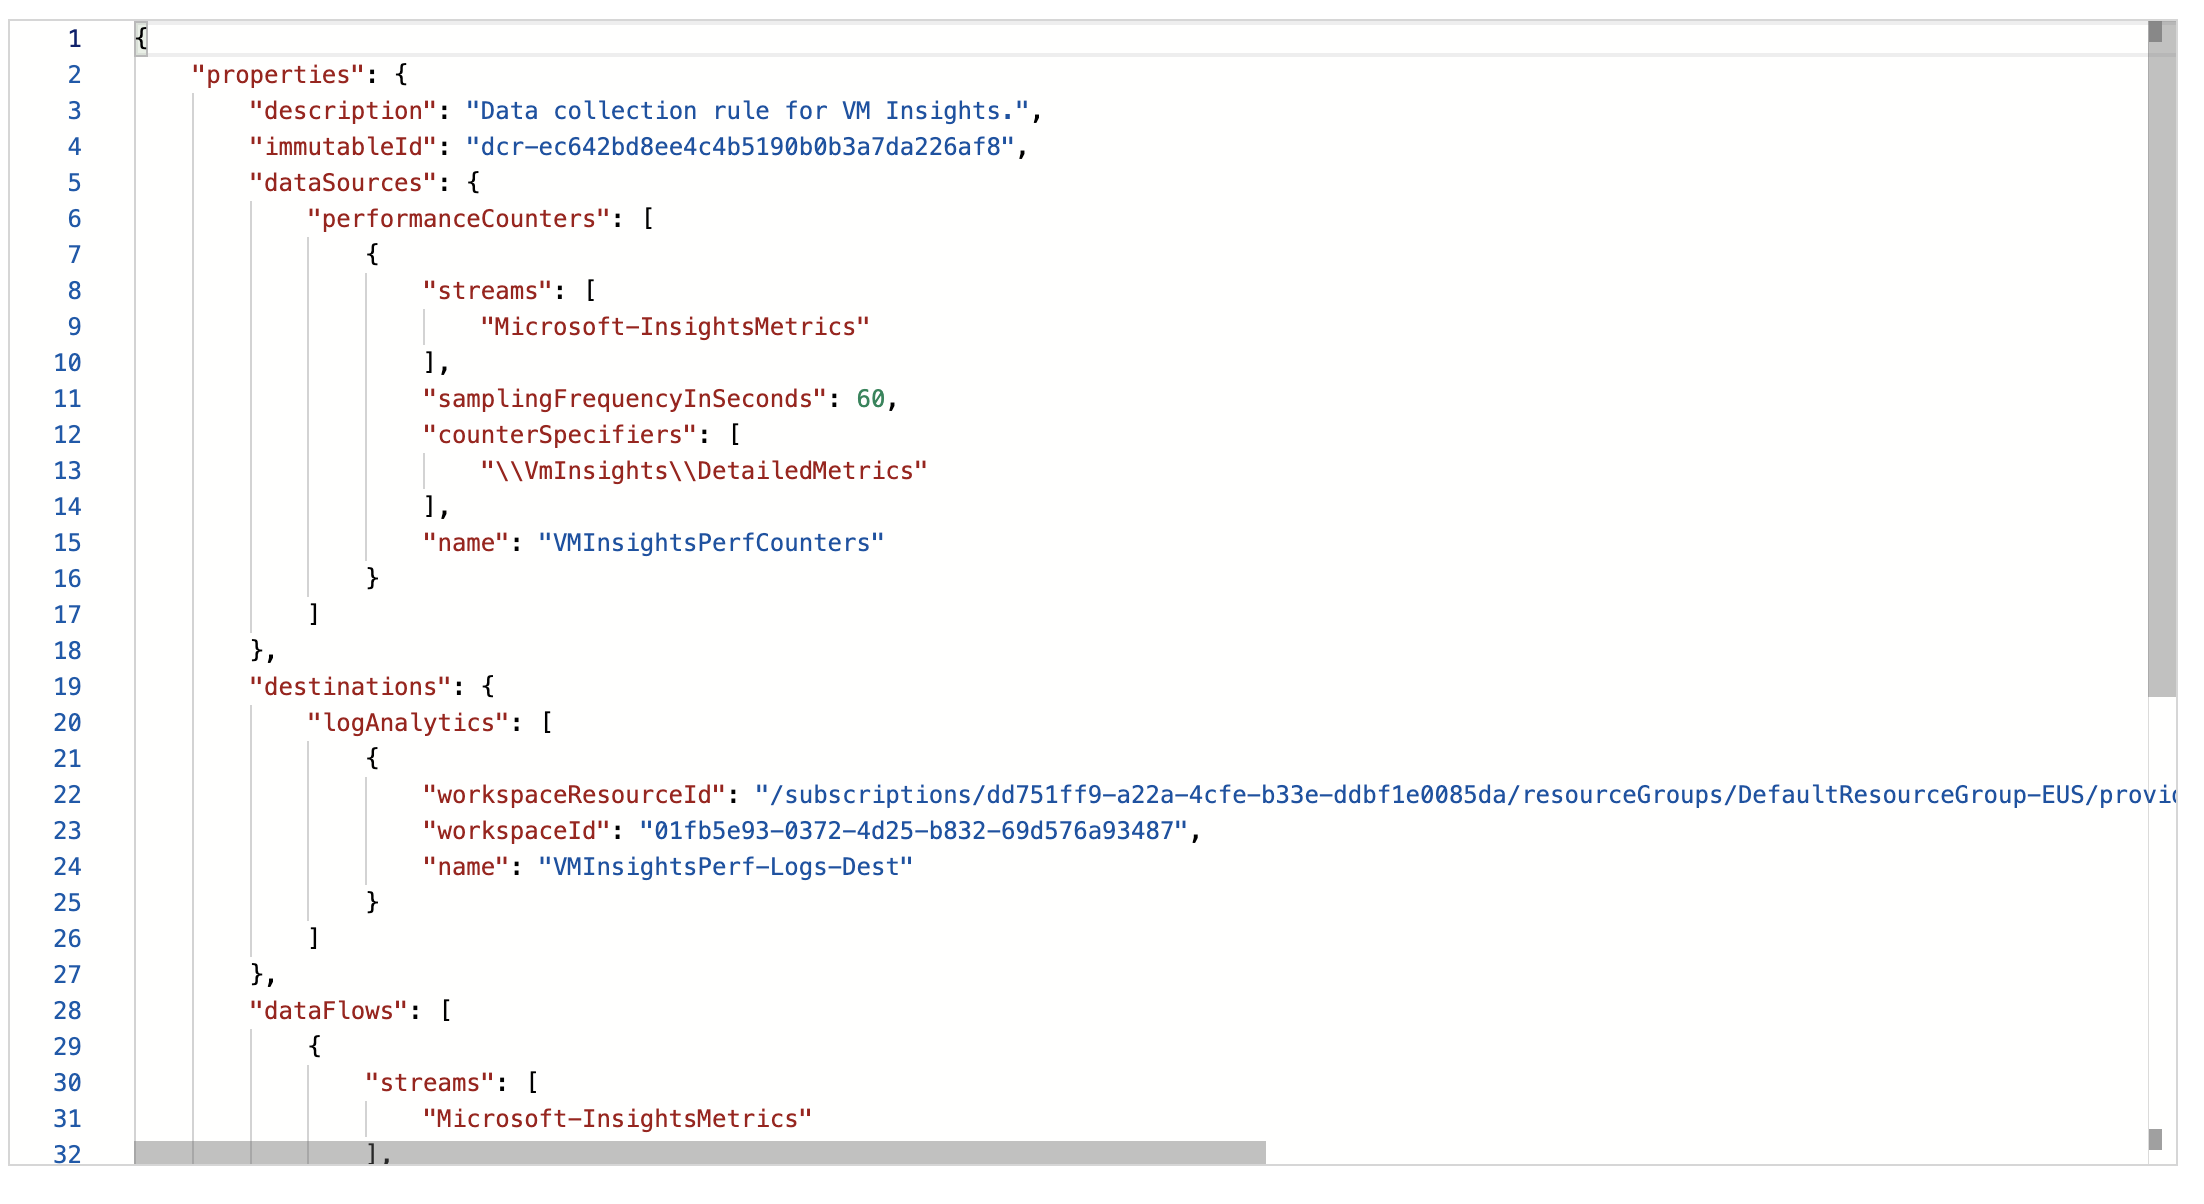 1 {
2 "properties": {
3 "description": "Data collection rule for VM Insights.",
4 "immutableId": "dcr-ec642bd8ee4c4b5190b0b3a7da226af8",
5 "dataSources": {
6 "performanceCounters": [
7 {
8 "streams": [
9 "Microsoft-InsightsMetrics"
10 ],
11 "samplingFrequencyInSeconds": 60,
12 "counterSpecifiers": [
13 "\\VmInsights\\DetailedMetrics"
14 ],
15 "name": "VMInsightsPerfCounters"
16 }
17 ]
18 },
19 "destinations": {
20 "logAnalytics": [
21 {
22 "workspaceResourceId": "/subscriptions/dd751ff9-a22a-4cfe-b33e-ddbf1e0085da/resourceGroups/DefaultResourceGroup-EUS/provi
23 "workspaceId": "01fb5e93-0372-4d25-b832-69d576a93487",
24 "name": "VMInsightsPerf-Logs-Dest"
25 }
26 ]
27 },
28 "dataFlows": [
29 {
30 "streams": [
31 "Microsoft-InsightsMetrics"
32 ],